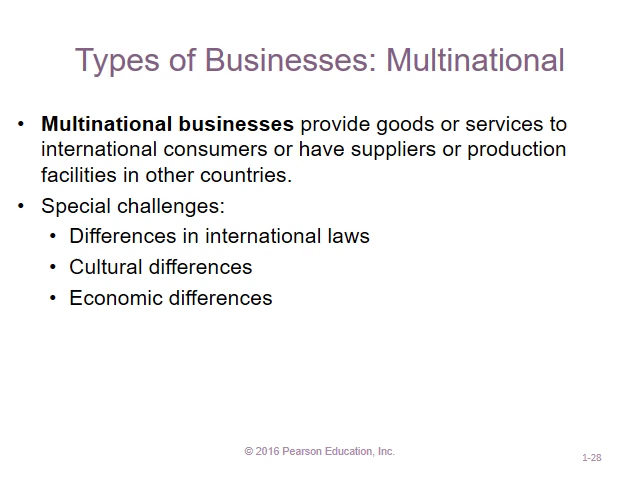 Types of Businesses: Multinational
• Multinational businesses provide goods or services to
international consumers or have suppliers or production
facilities in other countries.
• Special challenges:
• Differences in international laws
• Cultural differences
• Economic differences
© 2016 Pearson Education, Inc.
1-28